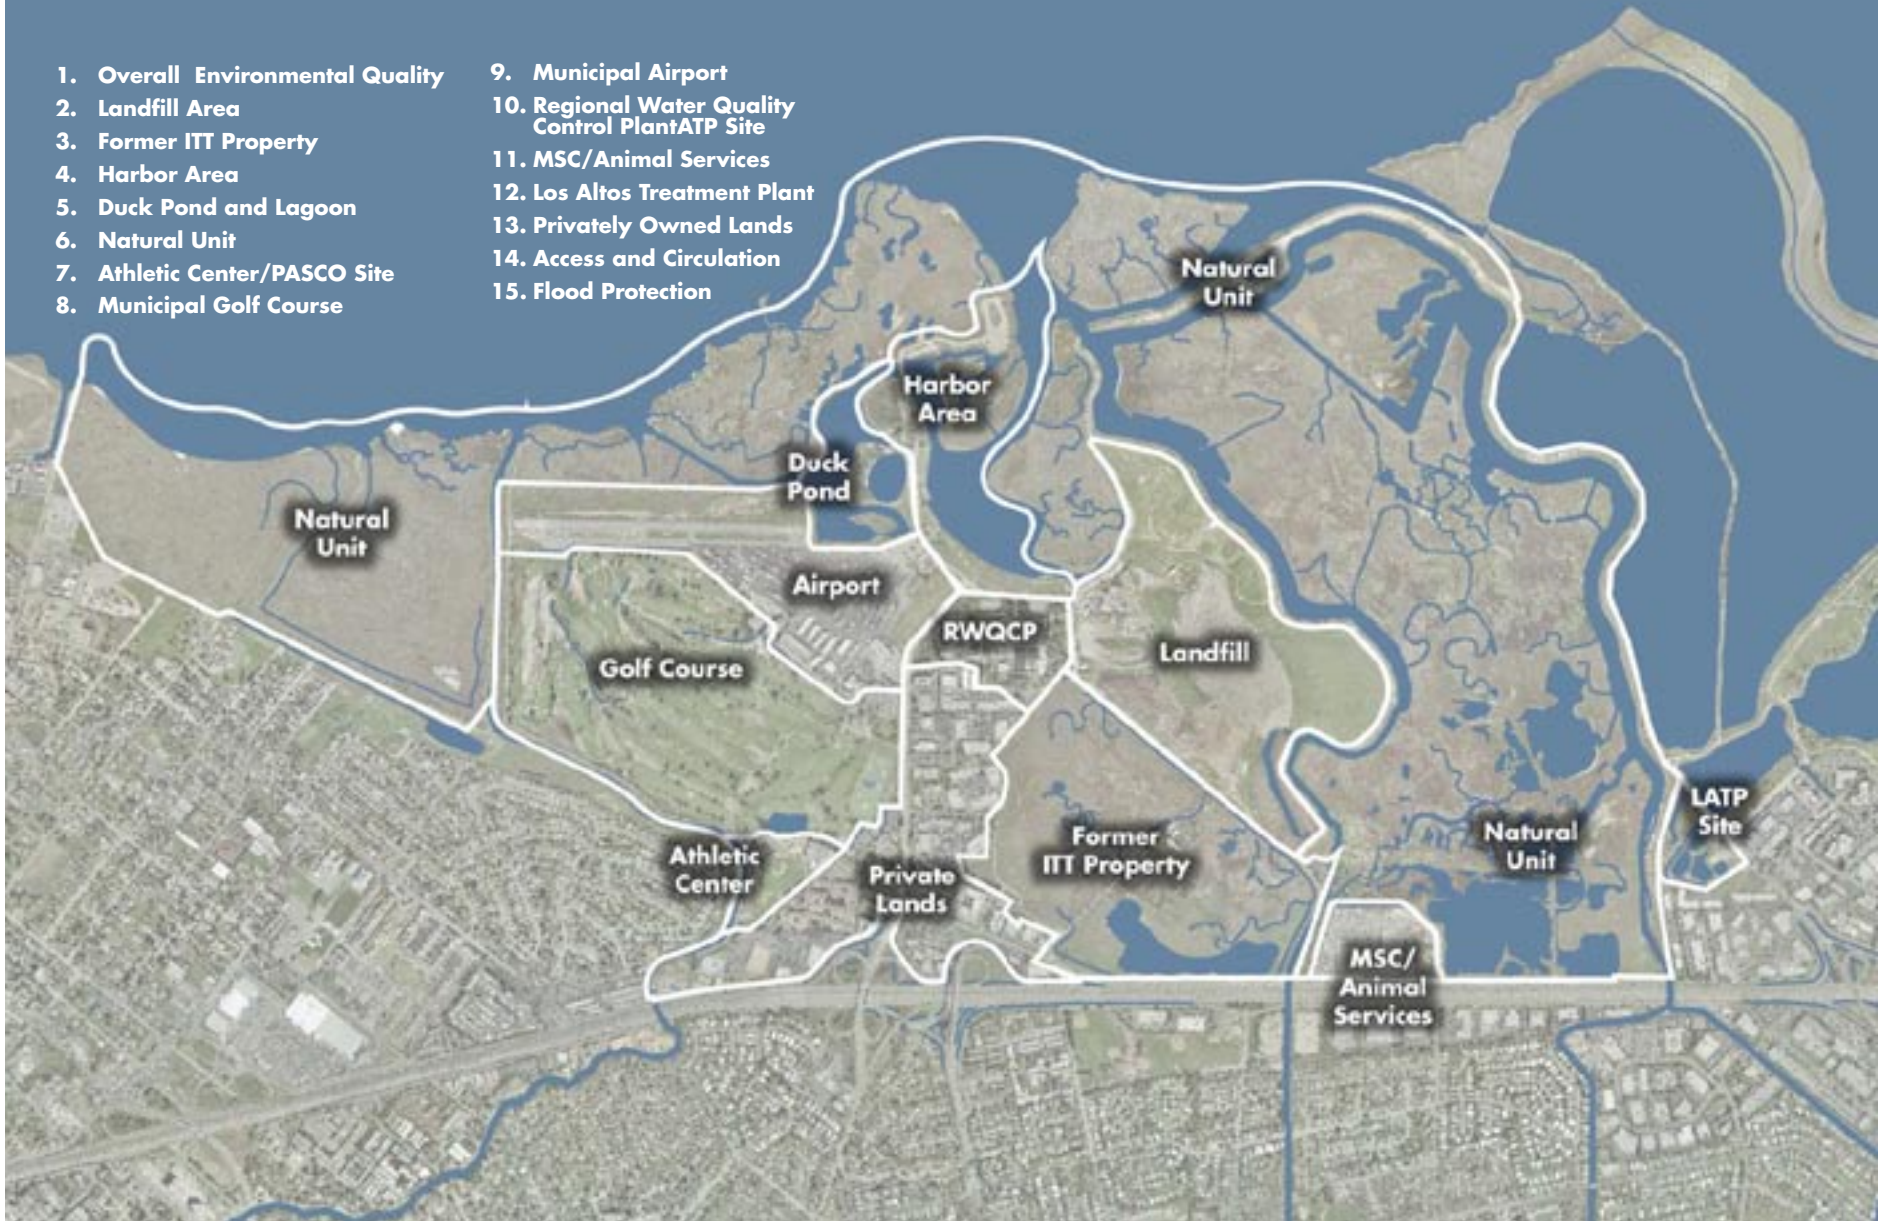 1. Overall Environmental Quality
2. Landfill Area
3. Former ITT Property
4. Harbor Area
5. Duck Pond and Lagoon
6. Natural Unit
7. Athletic Center/PASCO Site
8. Municipal Golf Course
9. Municipal Airport
10. Regional Water Quality
Control PlantATP Site
11. MSC/Animal Services
12. Los Altos Treatment Plant
13. Privately Owned Lands
14. Access and Circulation
15. Flood Protection
Natural
Unit
Harbor
Area
Duck
Pond
Natural
Unit
Airport
RWQCP
Landfill
Golf Course
LATP
Site
Former
ITT Property
Natural
Unit
Athletic
Center
Private
Lands
MSC/
Animal
Services